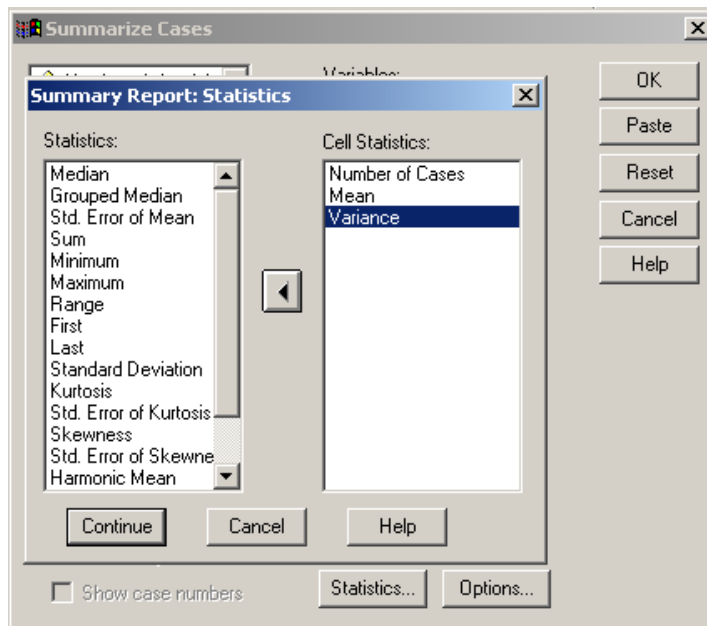 Summarize Cases
Variables:
Summary Report: Statistics
Statistics:
Median
Grouped Median
Std. Error of Mean
Sum
Minimum
Maximum
Range
First
Last
Standard Deviation
Kurtosis
Std. Error of Kurtosis
Skewness
Std. Error of Skewne
Harmonic Mean
Cell Statistics:
Number of Cases
Mean
Variance
Continue
Cancel
Help
OK
Paste
Reset
Cancel
Help
Show case numbers
Statistics...
Options...